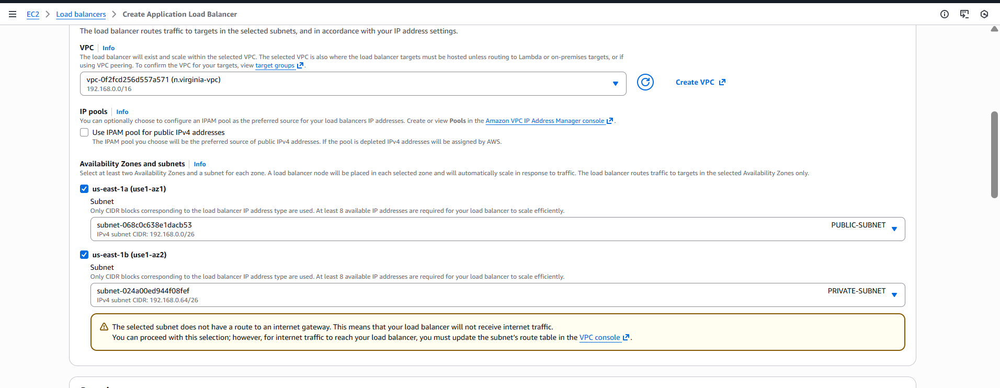 EC2 > Load balancers > Create Application Load Balancer
The load balancer routes traffic to targets in the selected subnets, and in accordance with your IP address settings.
VPC | Info
The load balancer will exist and scale within the selected VPC. The selected VPC is also where the load balancer targets must be hosted unless routing to Lambda or on-premises targets, or if
using VPC peering. To confirm the VPC for your targets, view target groups.
vpc-0f2fcd256d557a571 (n.virginia-vpc)
192.168.0.0/16
Create VPC
IP pools | Info
You can optionally choose to configure an IPAM pool as the preferred source for your load balancers IP addresses. Create or view Pools in the Amazon VPC IP Address Manager console.
Use IPAM pool for public IPv4 addresses
The IPAM pool you choose will be the preferred source of public IPv4 addresses. If the pool is depleted IPv4 addresses will be assigned by AWS.
Availability Zones and subnets | Info
Select at least two Availability Zones and a subnet for each zone. A load balancer node will be placed in each selected zone and will automatically scale in response to traffic. The load balancer routes traffic to targets in the selected Availability Zones only.
us-east-1a (use1-az1)
Subnet
Only CIDR blocks corresponding to the load balancer IP address type are used. At least 8 available IP addresses are required for your load balancer to scale efficiently.
subnet-068c0c638e1dacb53 PUBLIC-SUBNET
IPv4 subnet CIDR: 192.168.0.0/26
us-east-1b (use1-az2)
Subnet
Only CIDR blocks corresponding to the load balancer IP address type are used. At least 8 available IP addresses are required for your load balancer to scale efficiently.
subnet-024a00ed944f08fef PRIVATE-SUBNET
IPv4 subnet CIDR: 192.168.0.64/26
The selected subnet does not have a route to an internet gateway. This means that your load balancer will not receive internet traffic.
You can proceed with this selection; however, for internet traffic to reach your load balancer, you must update the subnet's route table in the VPC console.